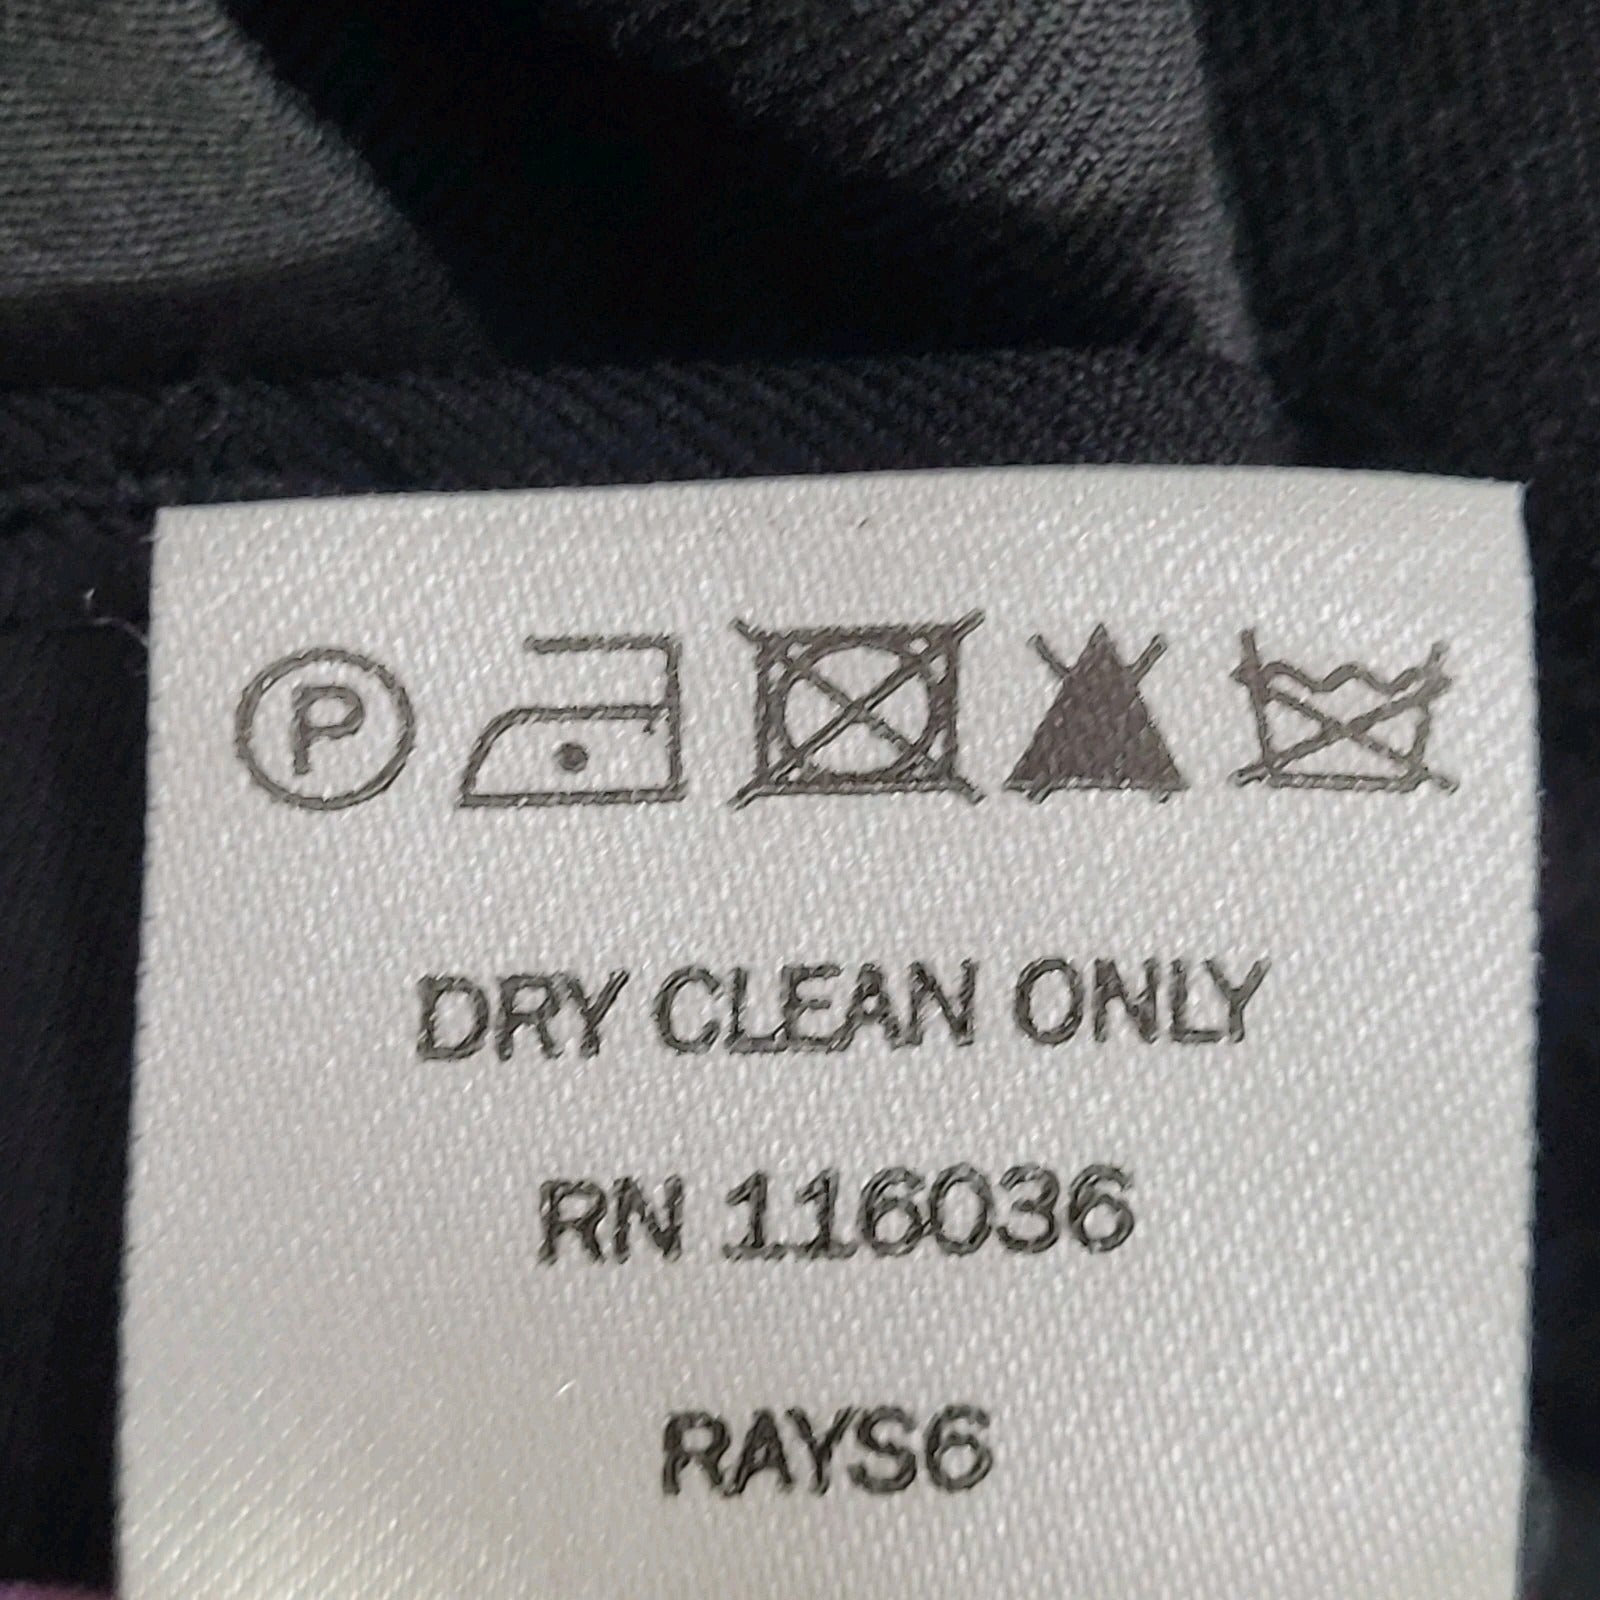 P
DRY CLEAN ONLY
RN 116036
RAYS6